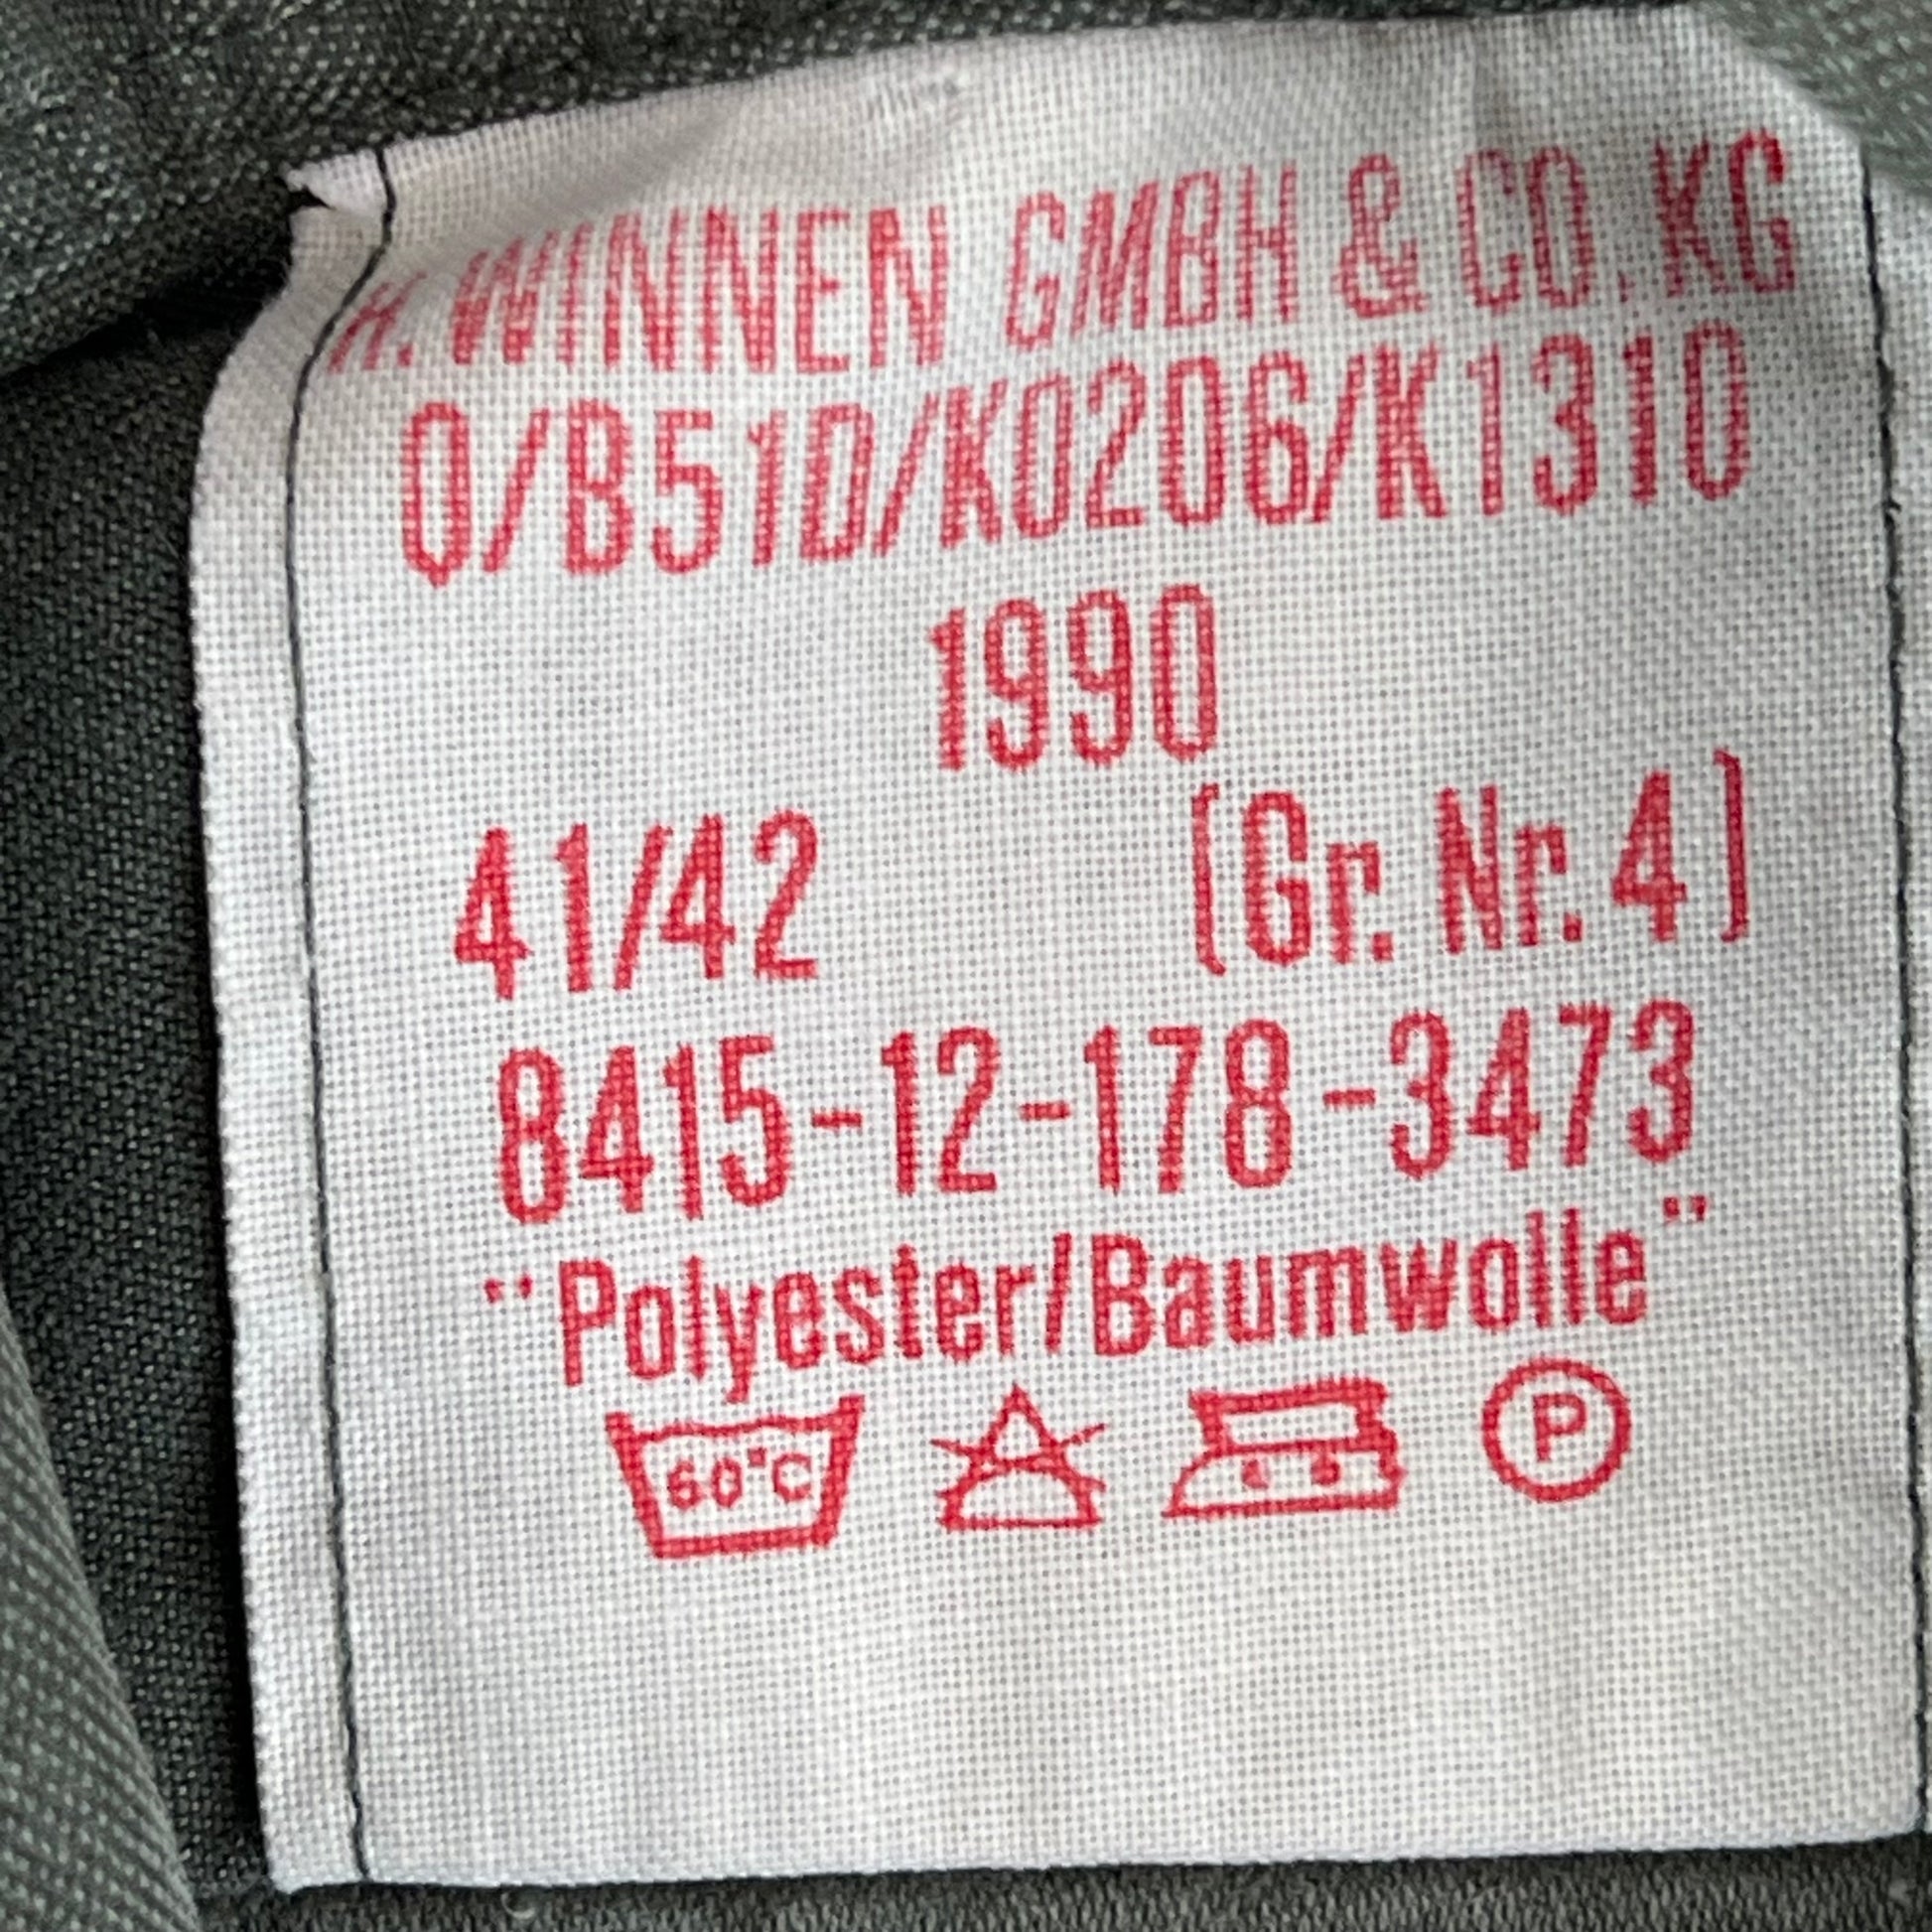 H. WINNEN GMBH & CO. KG
Q/B51D/K0206/K1310
1990
41/42 (Gr. Nr. 4)
8415-12-178-3473
"Polyester/Baumwolle"
60°C P